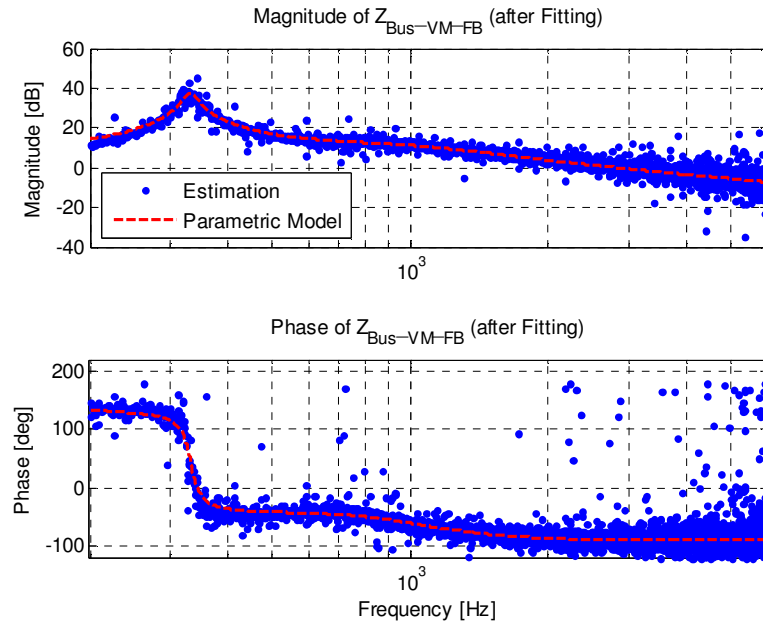 Magnitude of Z_Bus−VM−FB (after Fitting)
60
40
20
0
-20
-40
Magnitude [dB]
Estimation
Parametric Model
10^3
Phase of Z_Bus−VM−FB (after Fitting)
200
100
0
-100
Phase [deg]
10^3
Frequency [Hz]